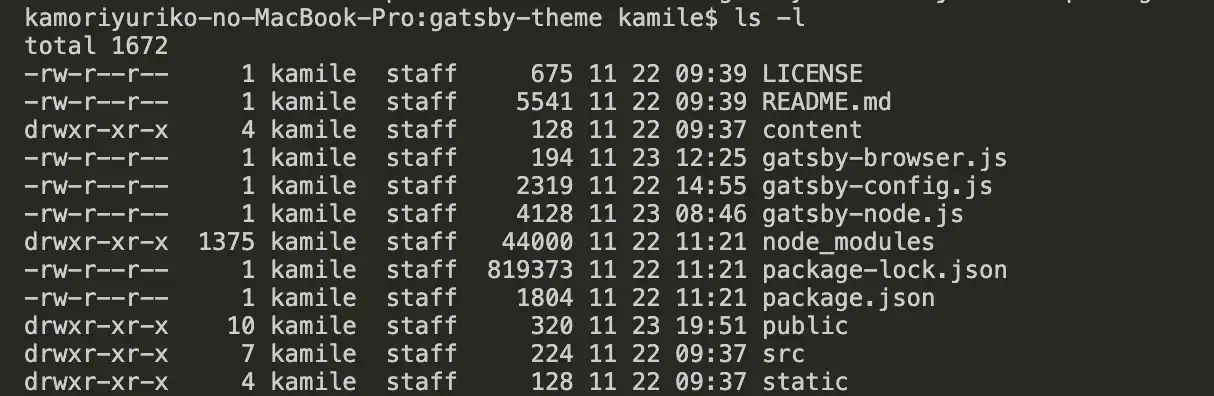 kamoriyuriko-no-MacBook-Pro:gatsby-theme kamile$ ls -l
total 1672
-rw-r--r--     1 kamile  staff     675 11 22 09:39 LICENSE
-rw-r--r--     1 kamile  staff    5541 11 22 09:39 README.md
drwxr-xr-x     4 kamile  staff     128 11 22 09:37 content
-rw-r--r--     1 kamile  staff     194 11 23 12:25 gatsby-browser.js
-rw-r--r--     1 kamile  staff    2319 11 22 14:55 gatsby-config.js
-rw-r--r--     1 kamile  staff    4128 11 23 08:46 gatsby-node.js
drwxr-xr-x  1375 kamile  staff   44000 11 22 11:21 node_modules
-rw-r--r--     1 kamile  staff  819373 11 22 11:21 package-lock.json
-rw-r--r--     1 kamile  staff    1804 11 22 11:21 package.json
drwxr-xr-x    10 kamile  staff     320 11 23 19:51 public
drwxr-xr-x     7 kamile  staff     224 11 22 09:37 src
drwxr-xr-x     4 kamile  staff     128 11 22 09:37 static